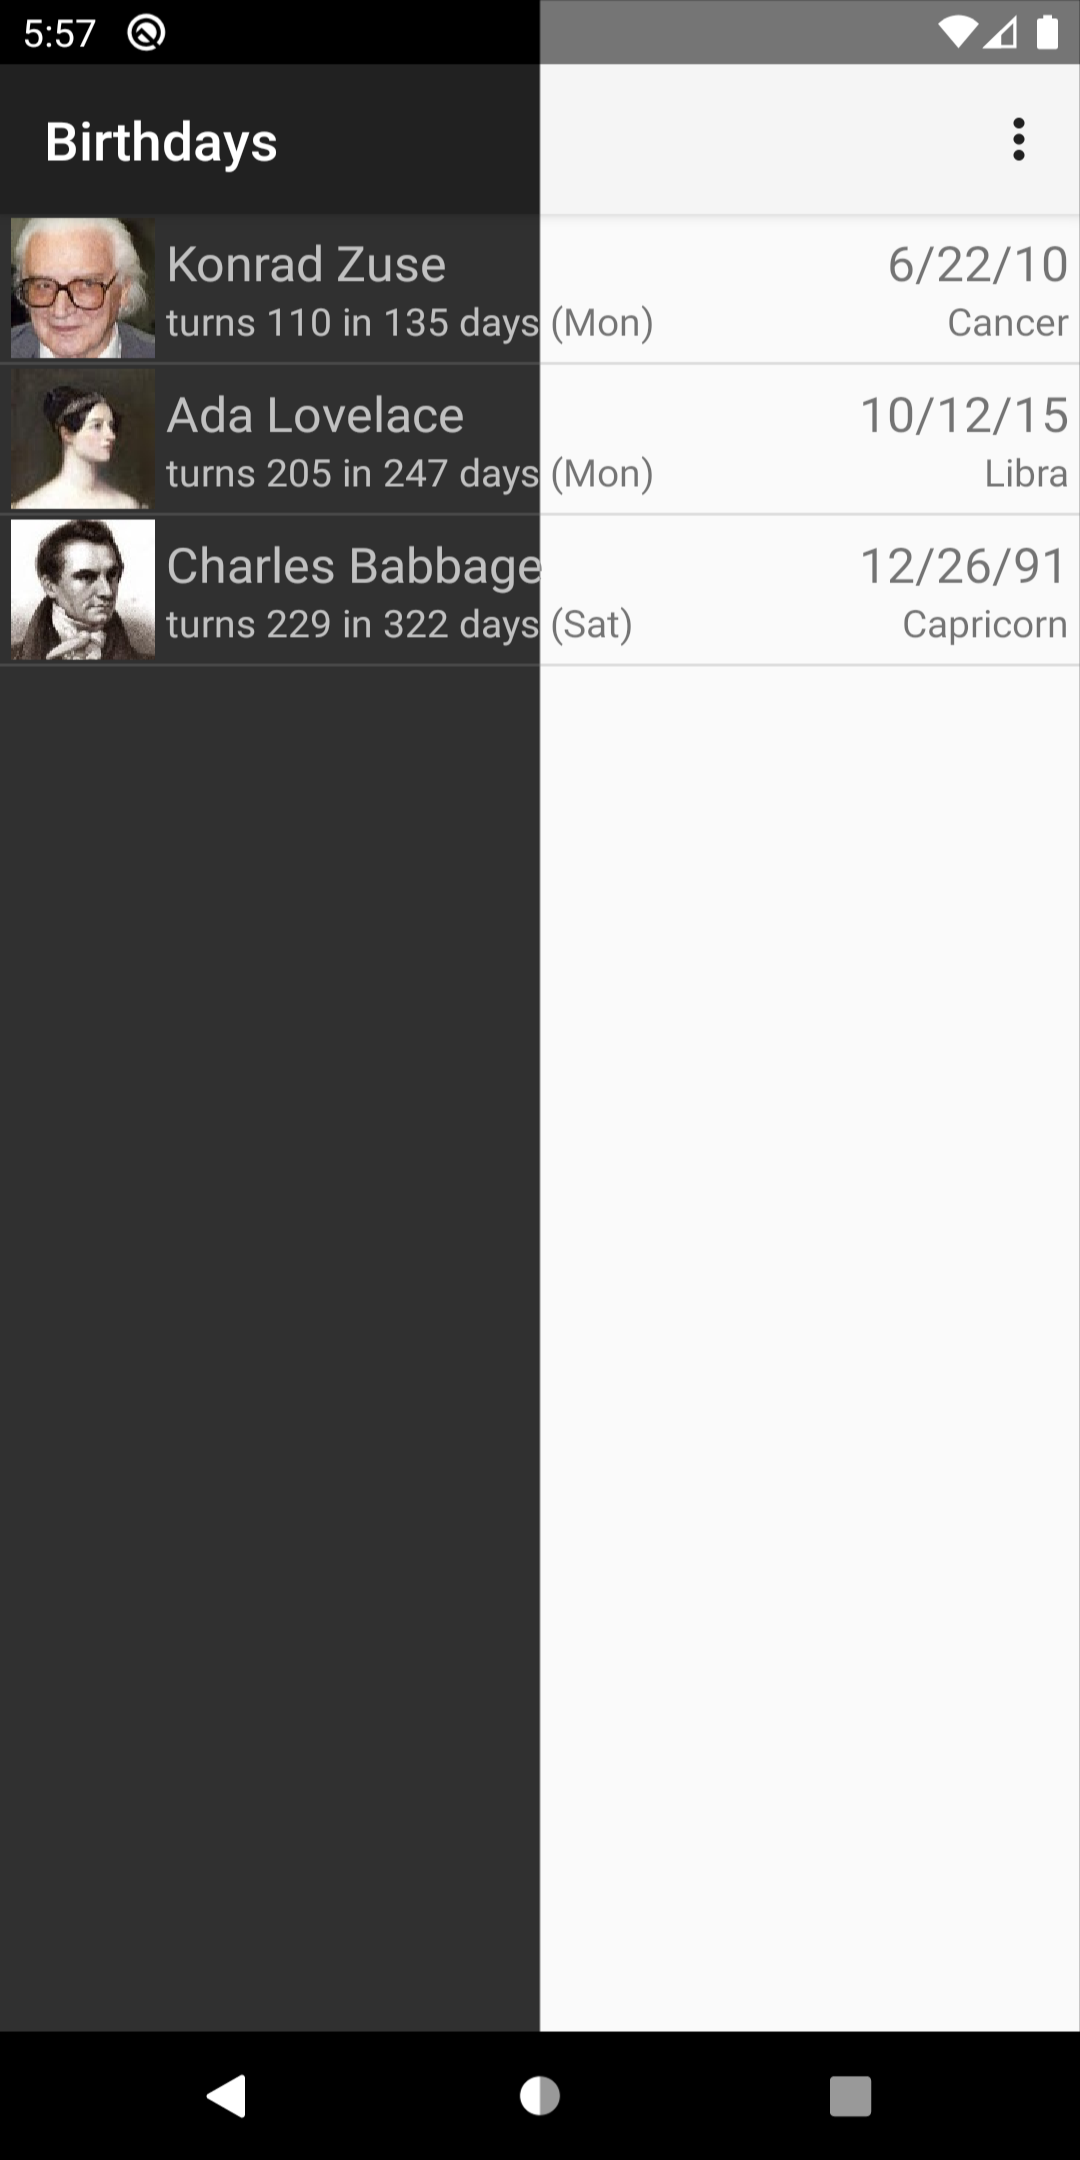 5:57
Birthdays
Konrad Zuse 6/22/10
turns 110 in 135 days (Mon) Cancer
Ada Lovelace 10/12/15
turns 205 in 247 days (Mon) Libra
Charles Babbage 12/26/91
turns 229 in 322 days (Sat) Capricorn